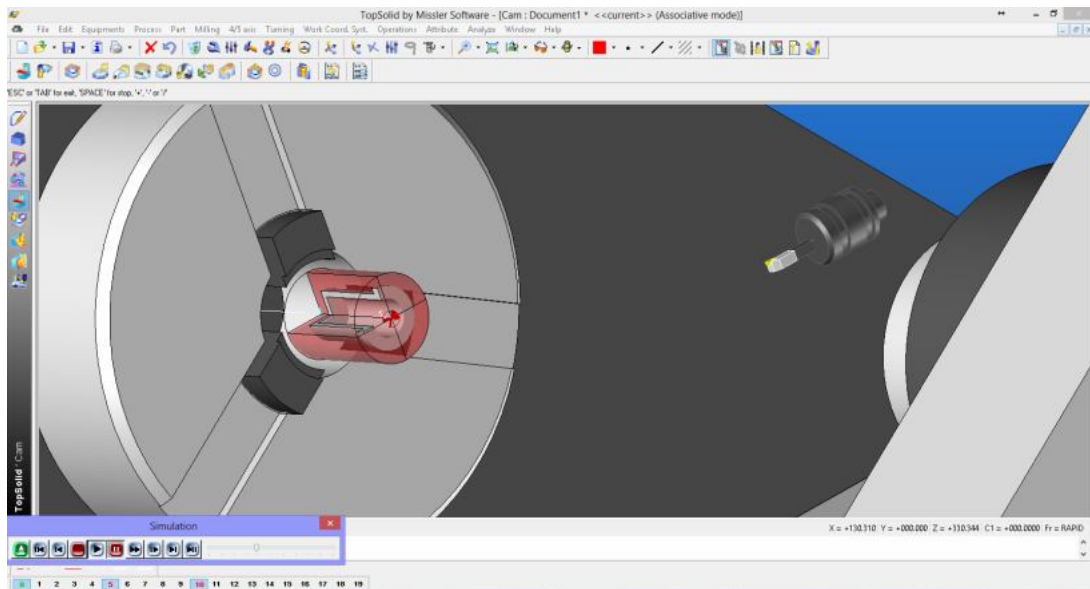 TopSolid by Missler Software - [Cam : Document1 * <<current>> (Associative mode)]
File Edit Equipments Process Part Milling 4/5 axis Turning Work Coord. Syst. Operations Attribute Analyze Window Help
'ESC' or 'TAB' for exit, 'SPACE' for stop, '+', '-' or '/'
TopSolid'Cam
Simulation
X = +130.310 Y = +000.000 Z = +330.344 C1 = +000.0000 Fr = RAPID
0 1 2 3 4 5 6 7 8 9 10 11 12 13 14 15 16 17 18 19